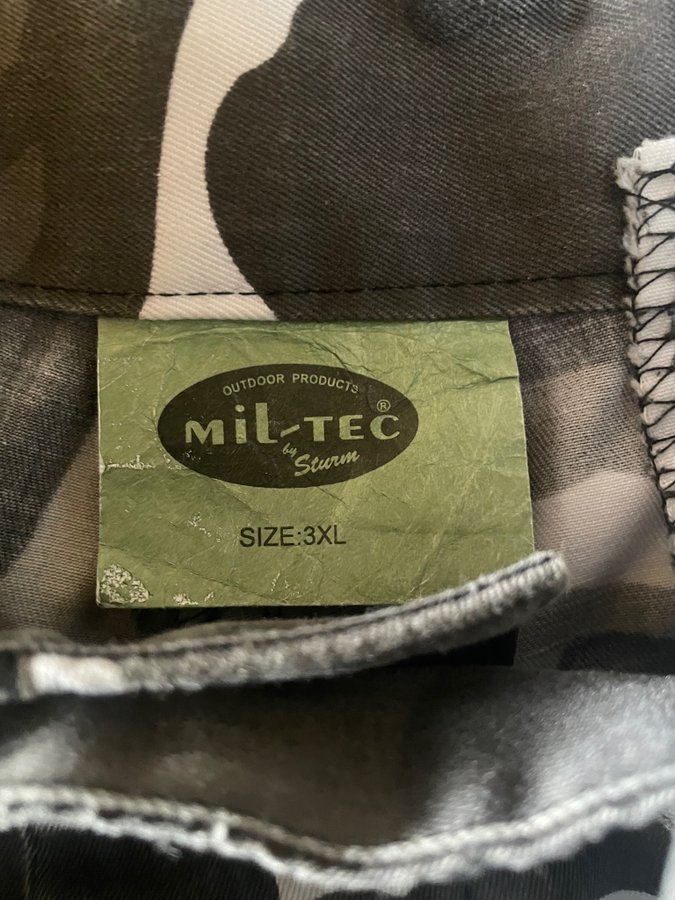 OUTDOOR PRODUCTS
MiL-TEC®
by Sturm
SIZE:3XL